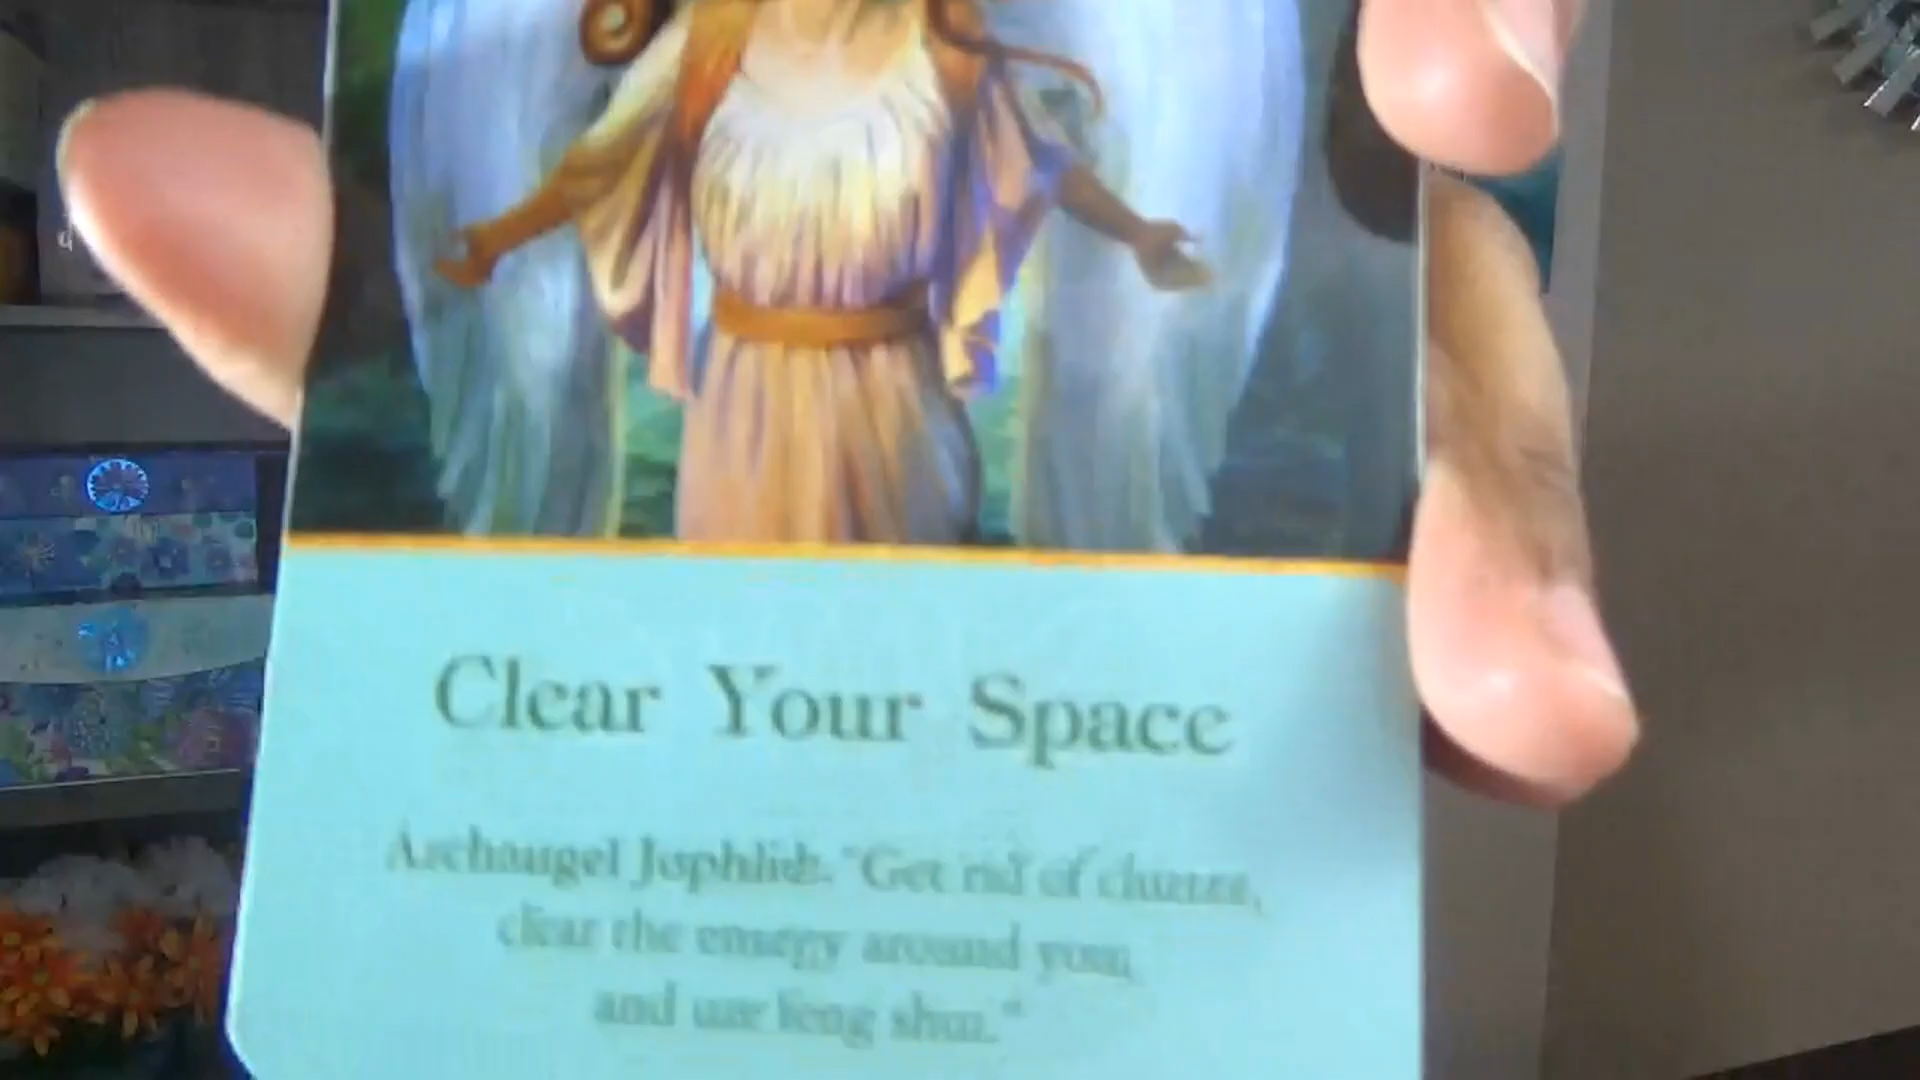 Clear Your Space
Archangel Jophiel: "Get rid of clutter,
clear the energy around you,
and use feng shui."